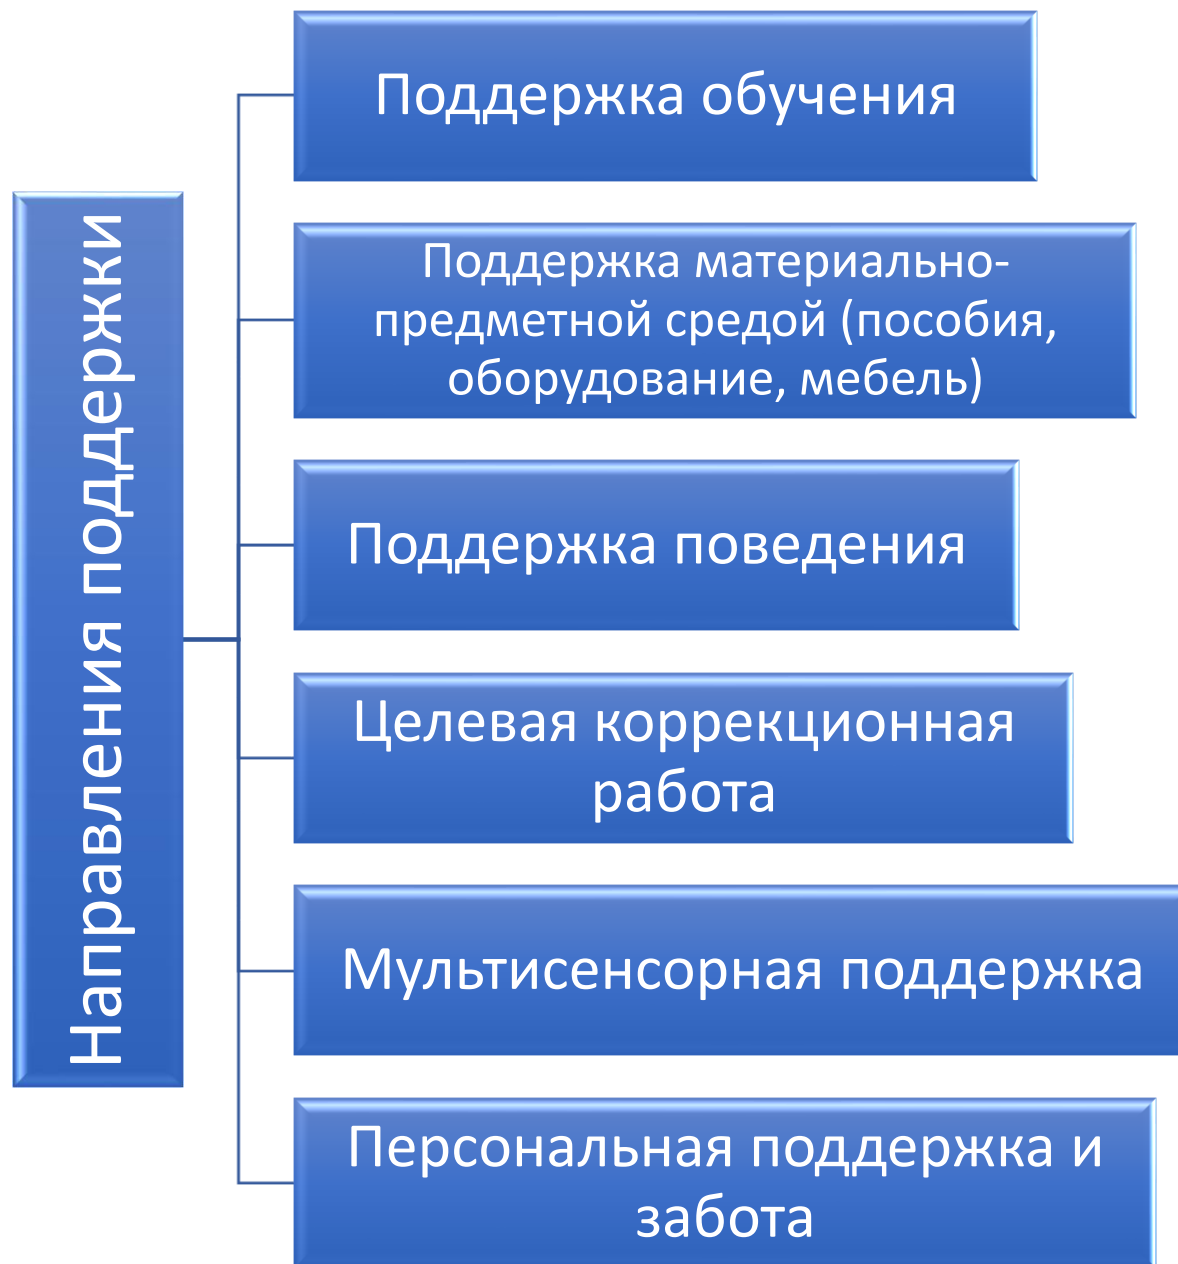 Направления поддержки
Поддержка обучения
Поддержка материально-
предметной средой (пособия,
оборудование, мебель)
Поддержка поведения
Целевая коррекционная
работа
Мультисенсорная поддержка
Персональная поддержка и
забота